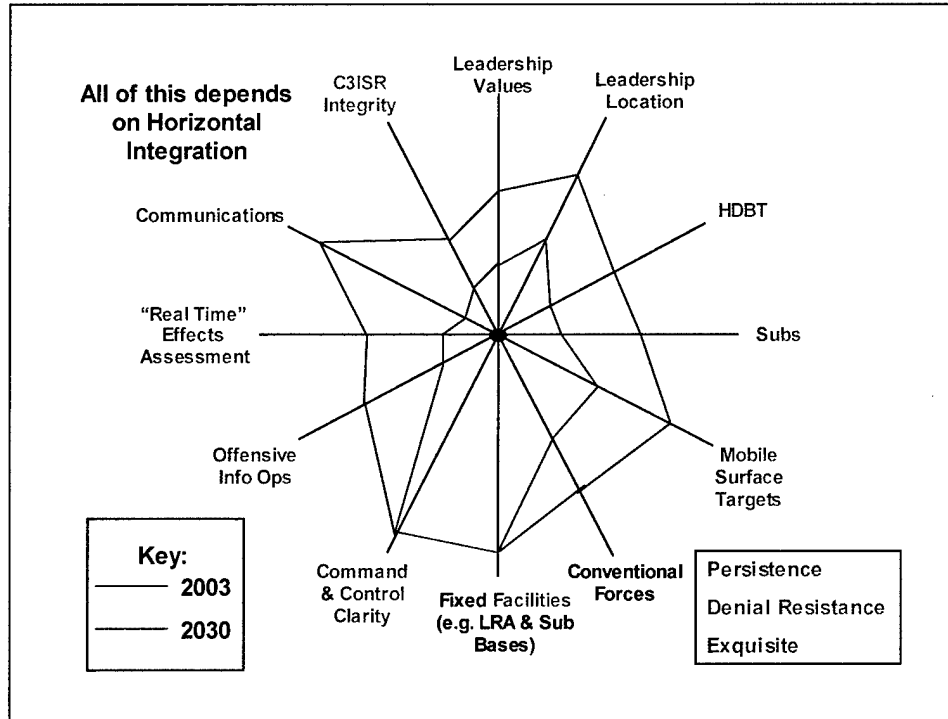 All of this depends
on Horizontal
Integration
C3ISR
Integrity
Leadership
Values
Leadership
Location
HDBT
Subs
Mobile
Surface
Targets
Conventional
Forces
Fixed Facilities
(e.g. LRA & Sub
Bases)
Command
& Control
Clarity
Offensive
Info Ops
“Real Time”
Effects
Assessment
Communications
Key:
2003
2030
Persistence
Denial Resistance
Exquisite